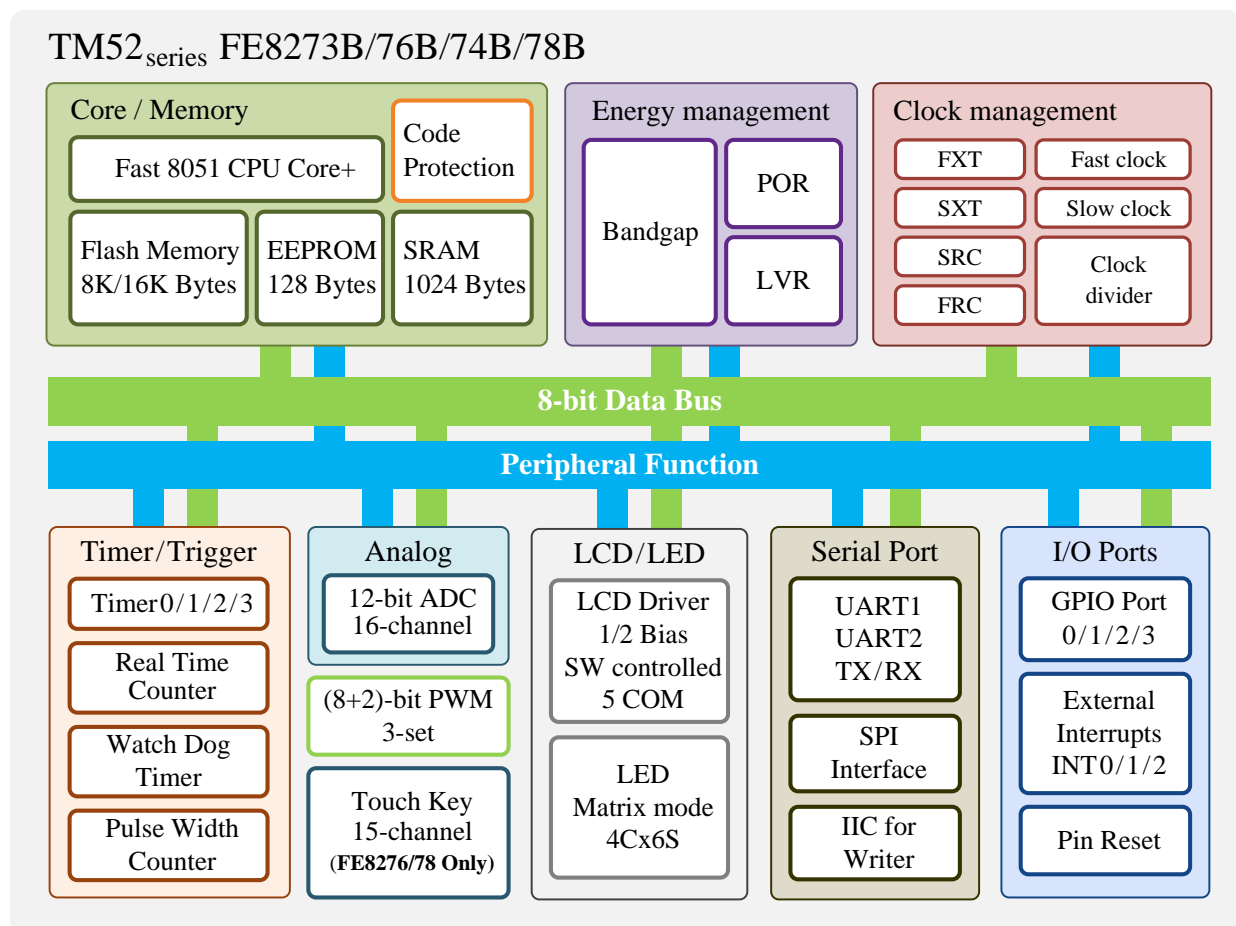 TM52series FE8273B/76B/74B/78B
Core / Memory
Code
Protection
Fast 8051 CPU Core+
Flash Memory
8K/16K Bytes
EEPROM
128 Bytes
SRAM
1024 Bytes
Energy management
Bandgap
POR
LVR
Clock management
FXT
Fast clock
SXT
Slow clock
SRC
FRC
Clock
divider
8-bit Data Bus
Peripheral Function
Timer/Trigger
Timer0/1/2/3
Real Time
Counter
Watch Dog
Timer
Pulse Width
Counter
Analog
12-bit ADC
16-channel
(8+2)-bit PWM
3-set
Touch Key
15-channel
(FE8276/78 Only)
LCD/LED
LCD Driver
1/2 Bias
SW controlled
5 COM
LED
Matrix mode
4Cx6S
Serial Port
UART1
UART2
TX/RX
SPI
Interface
IIC for
Writer
I/O Ports
GPIO Port
0/1/2/3
External
Interrupts
INT0/1/2
Pin Reset